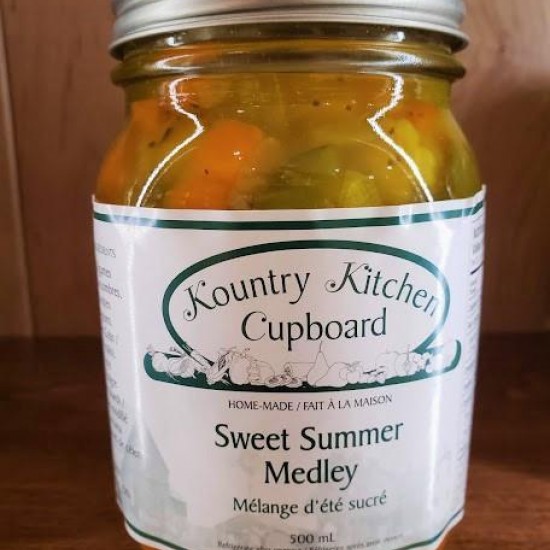 Kountry Kitchen
Cupboard
HOME-MADE / FAIT À LA MAISON
Sweet Summer
Medley
Mélange d'été sucré
500 mL